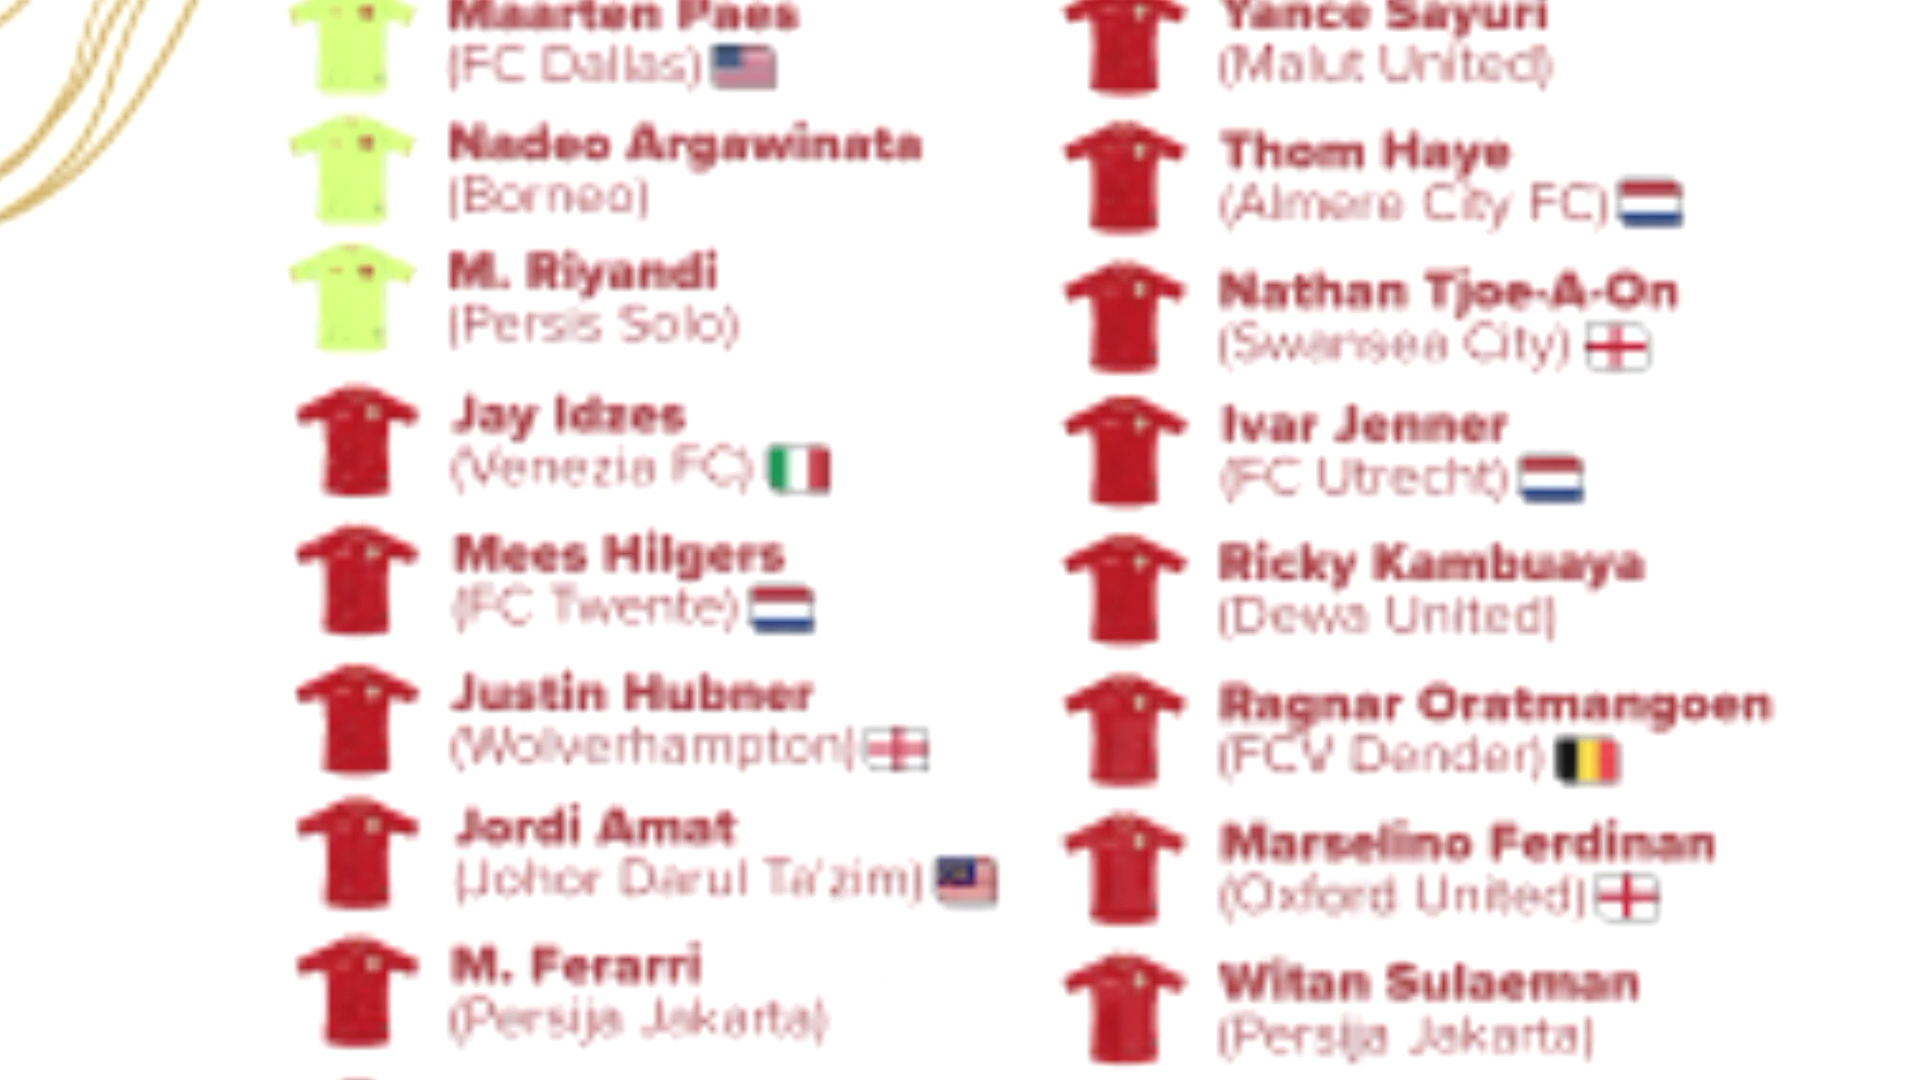 Maarten Paes
(FC Dallas)
Nadeo Argawinata
(Borneo)
M. Riyandi
(Persis Solo)
Jay Idzes
(Venezia FC)
Mees Hilgers
(FC Twente)
Justin Hubner
(Wolverhampton)
Jordi Amat
(Johor Darul Ta'zim)
M. Ferarri
(Persija Jakarta)
Yance Sayuri
(Malut United)
Thom Haye
(Almere City FC)
Nathan Tjoe-A-On
(Swansea City)
Ivar Jenner
(FC Utrecht)
Ricky Kambuaya
(Dewa United)
Ragnar Oratmangoen
(FCV Dender)
Marselino Ferdinan
(Oxford United)
Witan Sulaeman
(Persija Jakarta)